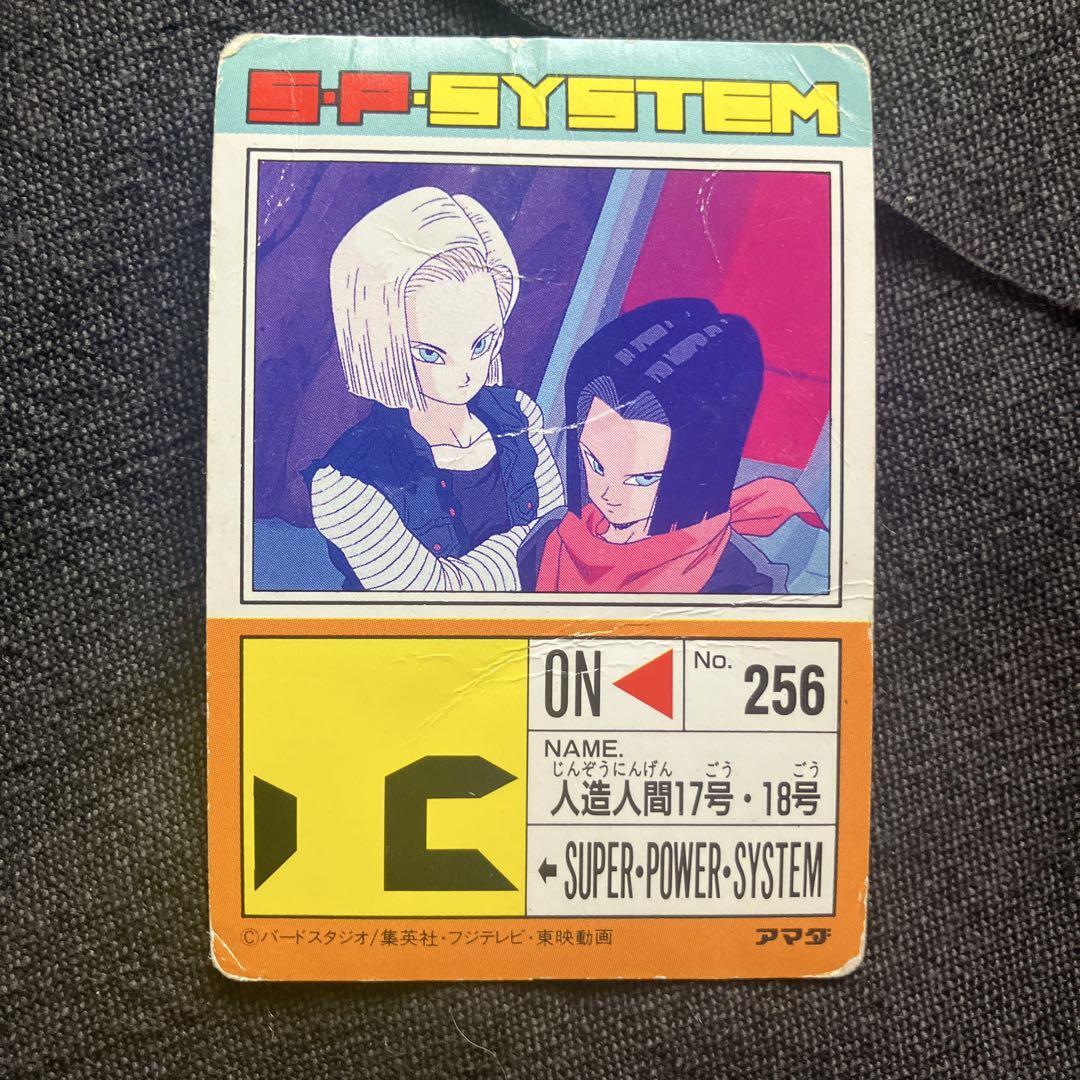 S·P·SYSTEM
ON
No. 256
NAME.
じんぞうにんげん ごう ごう
人造人間17号・18号
SUPER・POWER・SYSTEM
©バードスタジオ/集英社・フジテレビ・東映動画
アマダ